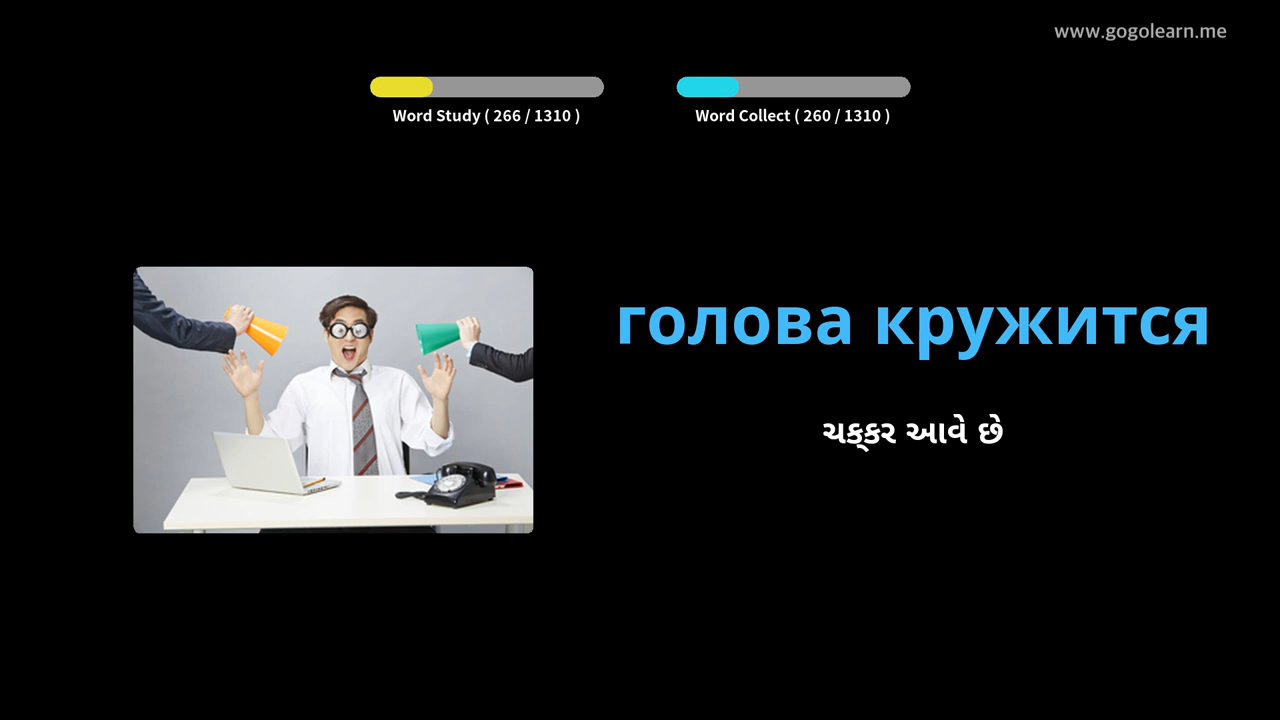 www.gogolearn.me
Word Study ( 266 / 1310 )
Word Collect ( 260 / 1310 )
голова кружится
ચક્કર આવે છે